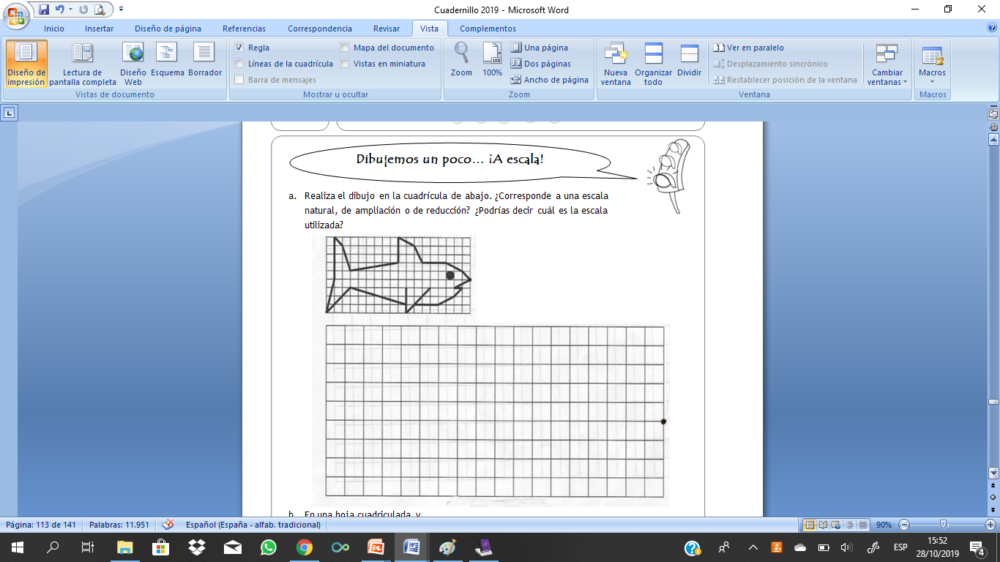 Cuadernillo 2019 - Microsoft Word
Inicio Insertar Diseño de página Referencias Correspondencia Revisar Vista Complementos
Diseño de impresión
Lectura de pantalla completa
Diseño Web
Esquema
Borrador
Vistas de documento
Regla
Líneas de la cuadrícula
Barra de mensajes
Mapa del documento
Vistas en miniatura
Mostrar u ocultar
Zoom
100%
Una página
Dos páginas
Ancho de página
Zoom
Nueva ventana
Organizar todo
Dividir
Ver en paralelo
Desplazamiento sincrónico
Restablecer posición de la ventana
Cambiar ventanas
Ventana
Macros
Macros
Dibujemos un poco... ¡A escala!
a. Realiza el dibujo en la cuadrícula de abajo. ¿Corresponde a una escala
natural, de ampliación o de reducción? ¿Podrías decir cuál es la escala
utilizada?
b. En una hoja cuadriculada y
Página: 113 de 141 Palabras: 11.951 Español (España - alfab. tradicional) 90%
ESP 15:52
28/10/2019 4